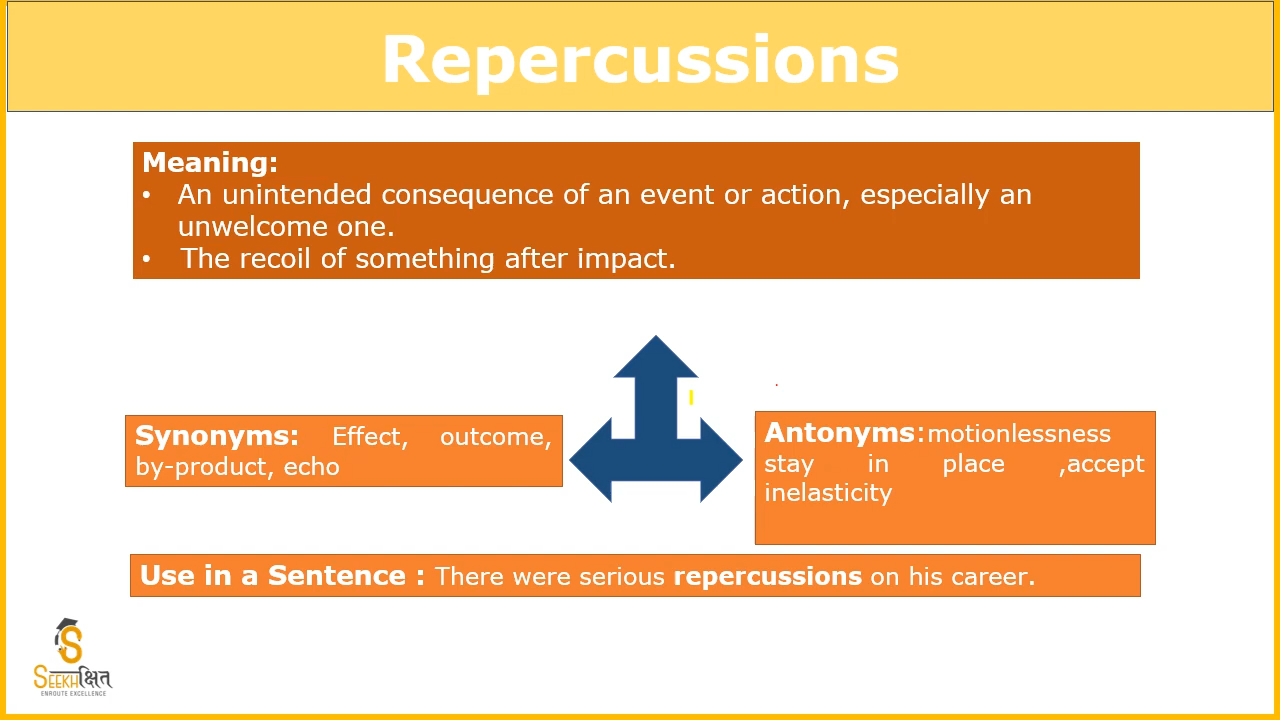 Repercussions
Meaning:
• An unintended consequence of an event or action, especially an
unwelcome one.
• The recoil of something after impact.
Synonyms: Effect, outcome,
by-product, echo
Antonyms:motionlessness
stay in place ,accept
inelasticity
Use in a Sentence : There were serious repercussions on his career.
S
SEEKHक्षित
ENROUTE EXCELLENCE